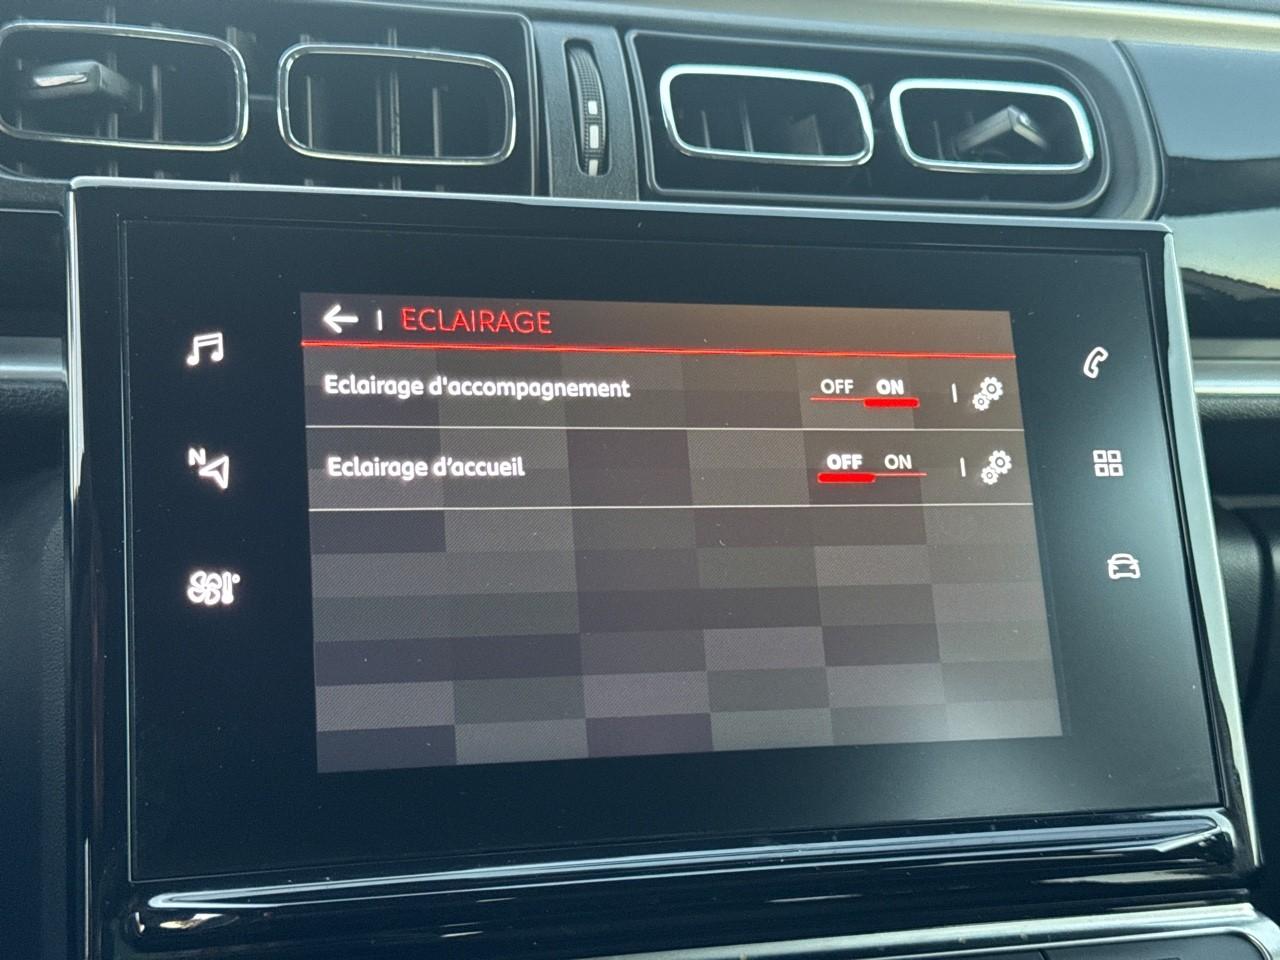 ECLAIRAGE
Eclairage d'accompagnement OFF ON
N
Eclairage d'accueil OFF ON